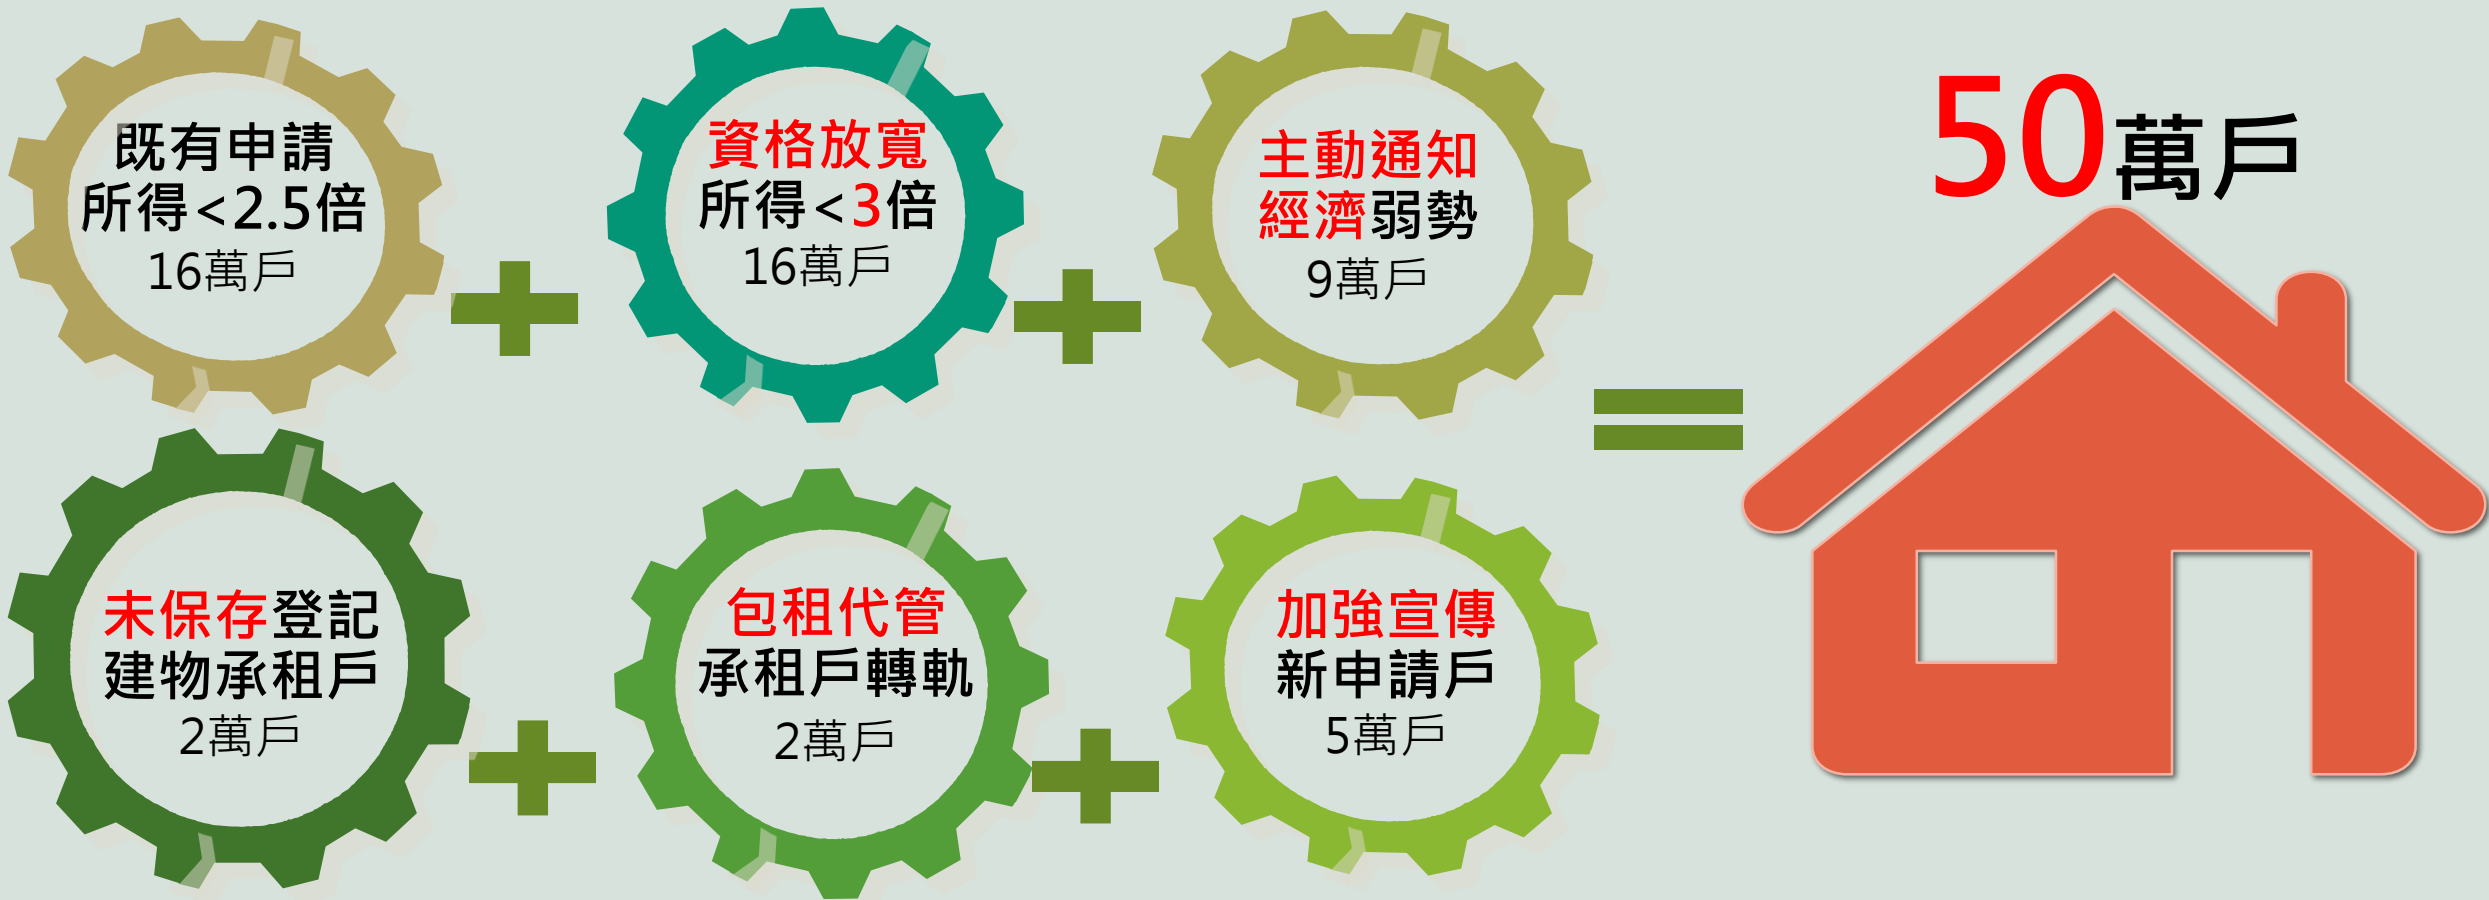 既有申請
所得<2.5倍
16萬戶
資格放寬
所得<3倍
16萬戶
主動通知
經濟弱勢
9萬戶
50萬戶
未保存登記
建物承租戶
2萬戶
包租代管
承租戶轉軌
2萬戶
加強宣傳
新申請戶
5萬戶